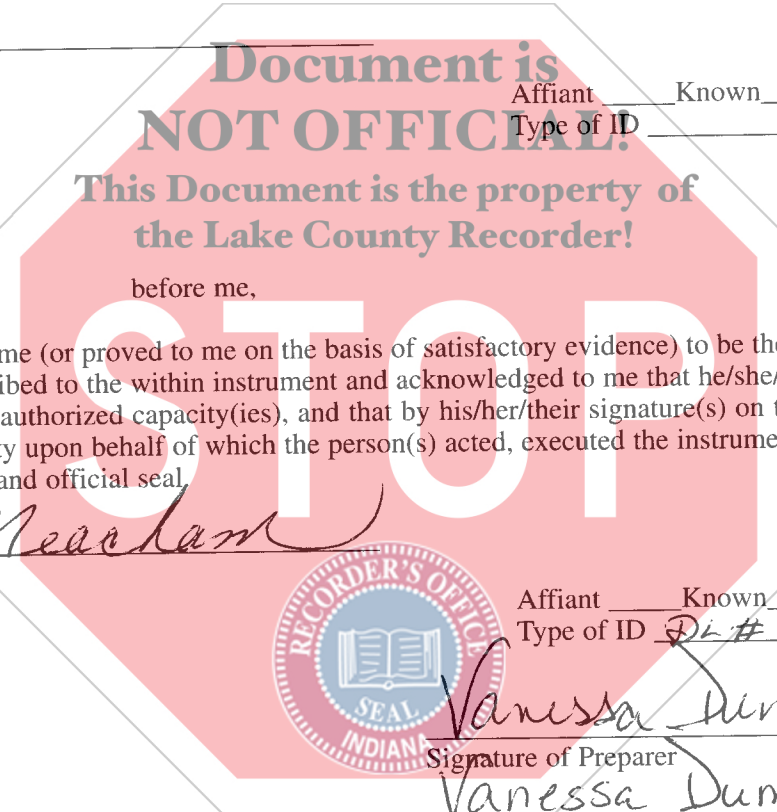 Document is
Affiant _____Known_
NOT OFFICIAL!
Type of ID
This Document is the property of
the Lake County Recorder!
before me,
STOP
me (or proved to me on the basis of satisfactory evidence) to be the
ibed to the within instrument and acknowledged to me that he/she/
authorized capacity(ies), and that by his/her/their signature(s) on t
ty upon behalf of which the person(s) acted, executed the instrume
and official seal.
Meacham
RECORDER'S OFFICE
SEAL
INDIANA
Affiant _____Known_
Type of ID DL #
Vanessa
Signature of Preparer
Vanessa